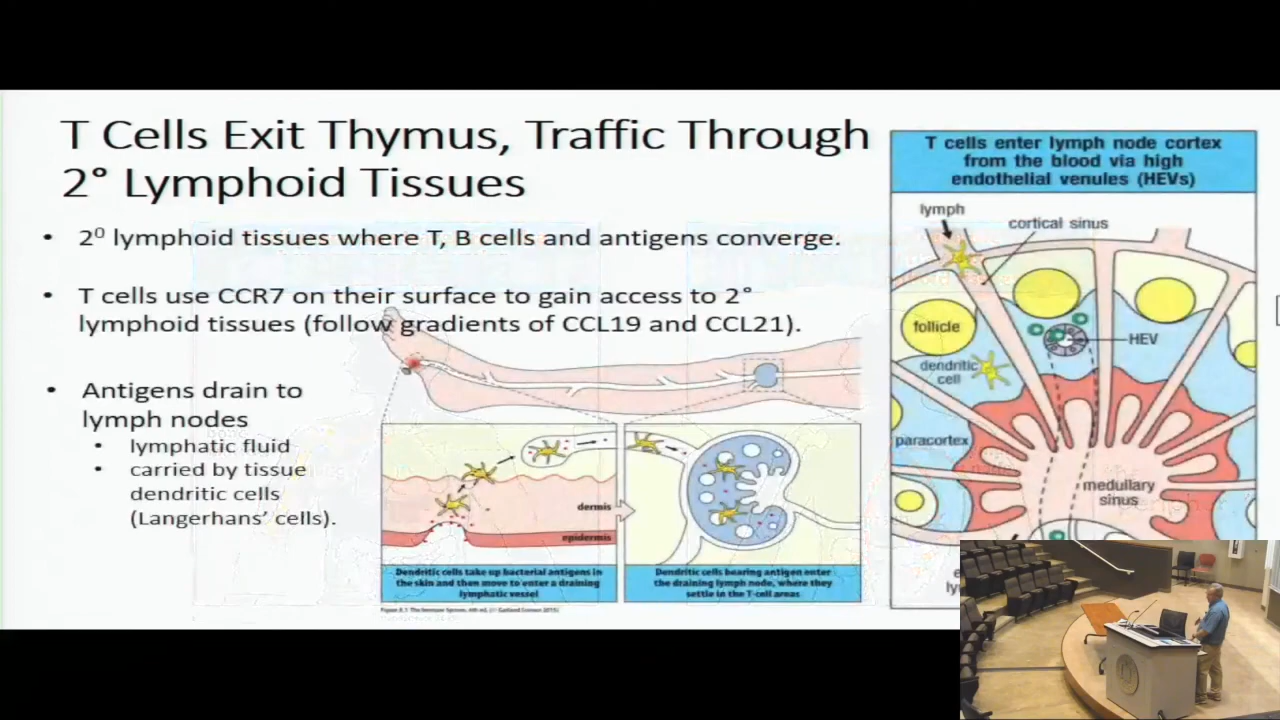 T Cells Exit Thymus, Traffic Through
2° Lymphoid Tissues
• 2⁰ lymphoid tissues where T, B cells and antigens converge.
• T cells use CCR7 on their surface to gain access to 2°
lymphoid tissues (follow gradients of CCL19 and CCL21).
• Antigens drain to
lymph nodes
• lymphatic fluid
• carried by tissue
dendritic cells
(Langerhans' cells).
dermis
epidermis
Dendritic cells take up bacterial antigens in
the skin and then move to enter a draining
lymphatic vessel
Dendritic cells bearing antigen enter
the draining lymph node, where they
settle in the T-cell areas
T cells enter lymph node cortex
from the blood via high
endothelial venules (HEVs)
lymph
cortical sinus
follicle
HEV
dendritic
cell
paracortex
medullary
sinus